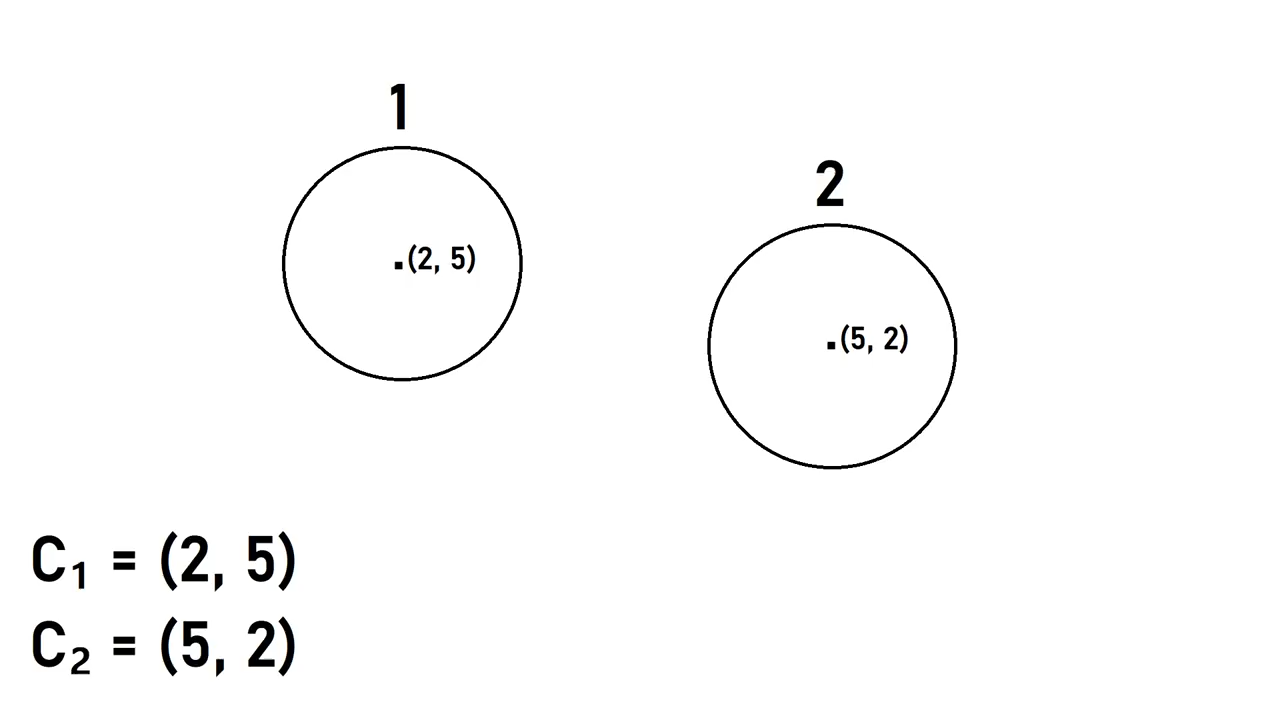 1
2
(2, 5)
(5, 2)
C₁ = (2, 5)
C₂ = (5, 2)